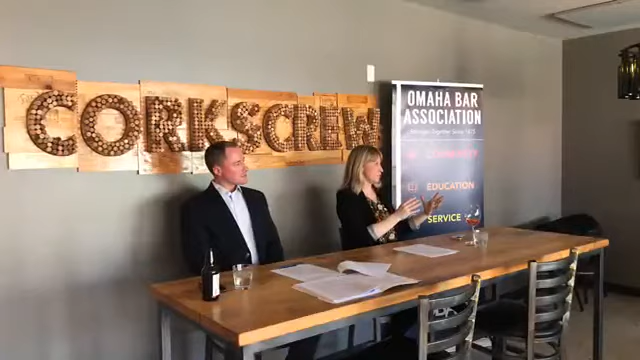 CORKSCREW
OMAHA BAR
ASSOCIATION
COMMUNITY
EDUCATION
SERVICE